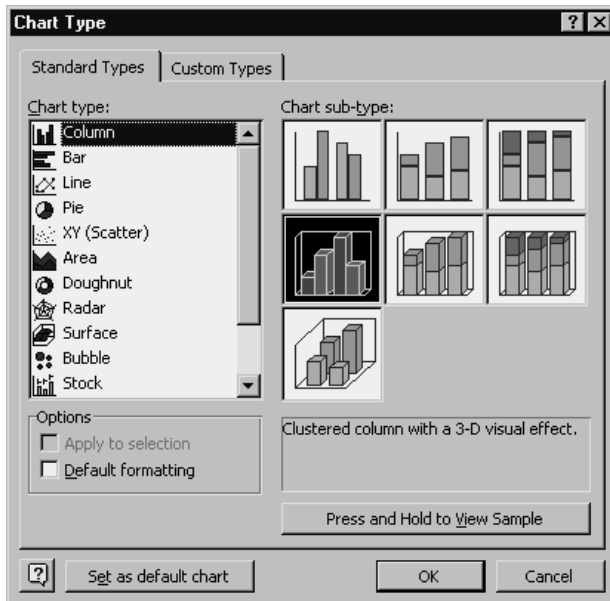 Chart Type
Standard Types Custom Types
Chart type:
Column
Bar
Line
Pie
XY (Scatter)
Area
Doughnut
Radar
Surface
Bubble
Stock
Chart sub-type:
Clustered column with a 3-D visual effect.
Options
Apply to selection
Default formatting
Press and Hold to View Sample
Set as default chart OK Cancel